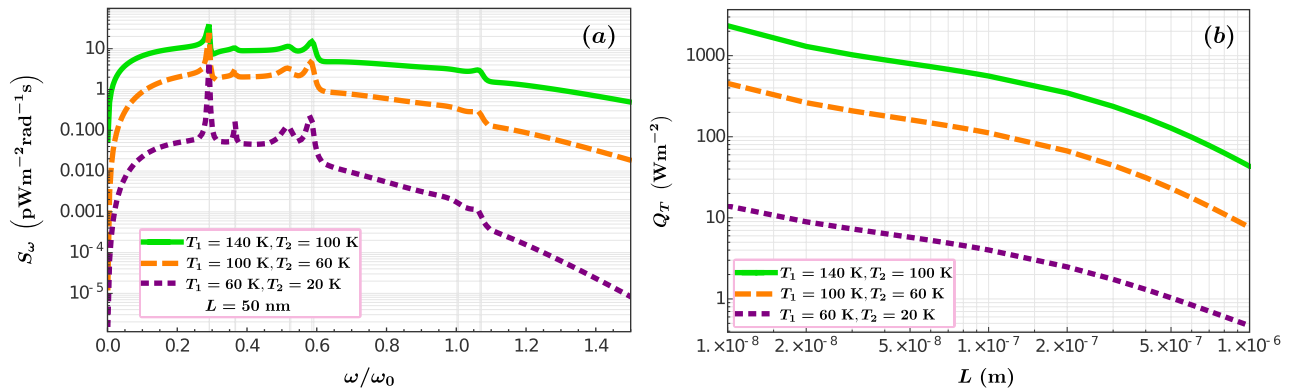 (a)
S_ω (pWm⁻²rad⁻¹s)
10
1
0.100
0.010
0.001
10⁻⁴
10⁻⁵
T₁ = 140 K, T₂ = 100 K
T₁ = 100 K, T₂ = 60 K
T₁ = 60 K, T₂ = 20 K
L = 50 nm
0.0 0.2 0.4 0.6 0.8 1.0 1.2 1.4
ω/ω₀
(b)
Q_T (Wm⁻²)
1000
100
10
1
T₁ = 140 K, T₂ = 100 K
T₁ = 100 K, T₂ = 60 K
T₁ = 60 K, T₂ = 20 K
1.×10⁻⁸ 2.×10⁻⁸ 5.×10⁻⁸ 1.×10⁻⁷ 2.×10⁻⁷ 5.×10⁻⁷ 1.×10⁻⁶
L (m)